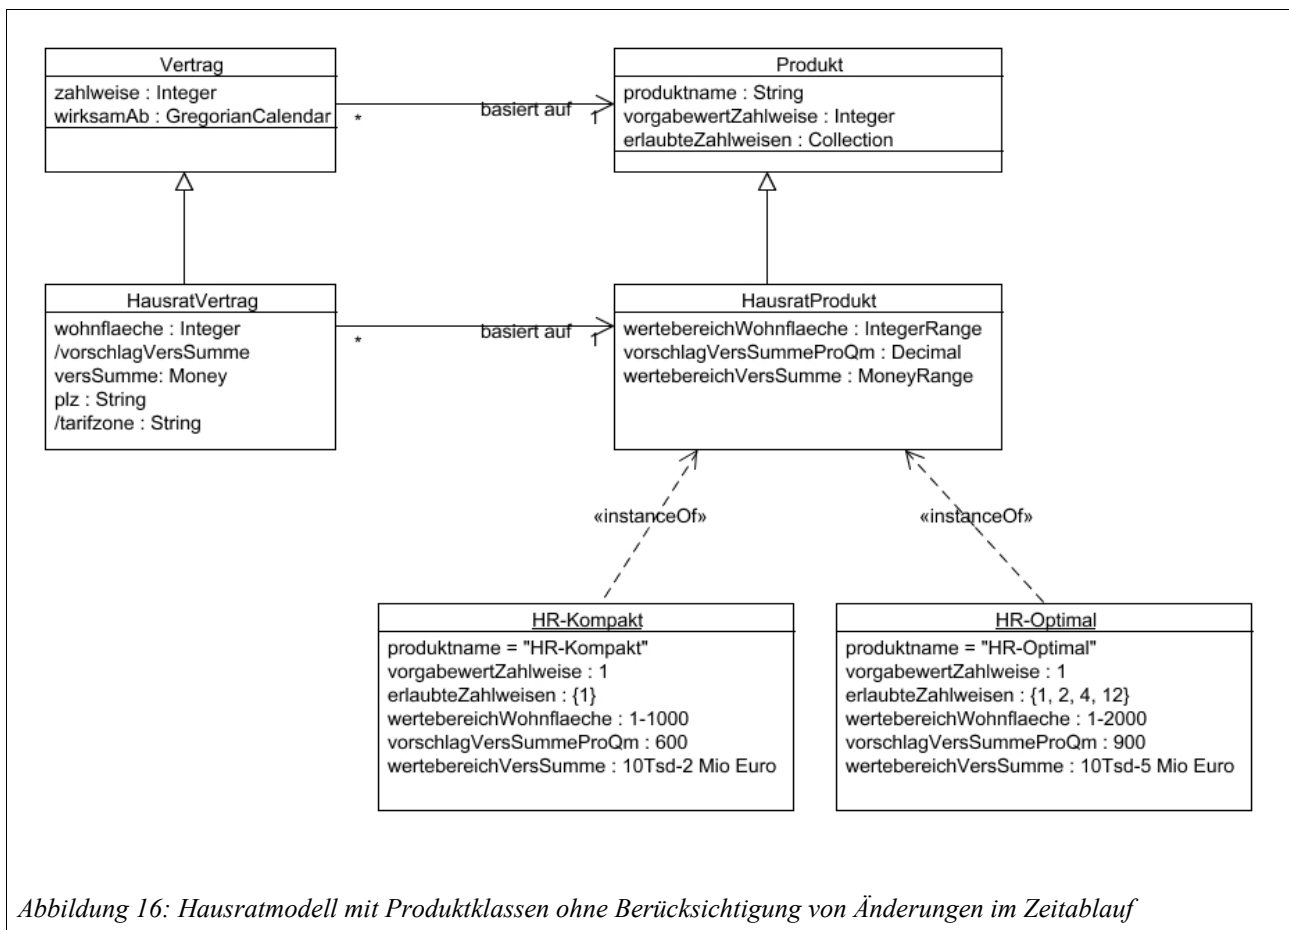 Vertrag
zahlweise : Integer
wirksamAb : GregorianCalendar
*
basiert auf
1
Produkt
produktname : String
vorgabewertZahlweise : Integer
erlaubteZahlweisen : Collection
HausratVertrag
wohnflaeche : Integer
/vorschlagVersSumme
versSumme: Money
plz : String
/tarifzone : String
*
basiert auf
1
HausratProdukt
wertebereichWohnflaeche : IntegerRange
vorschlagVersSummeProQm : Decimal
wertebereichVersSumme : MoneyRange
«instanceOf»
«instanceOf»
HR-Kompakt
produktname = "HR-Kompakt"
vorgabewertZahlweise : 1
erlaubteZahlweisen : {1}
wertebereichWohnflaeche : 1-1000
vorschlagVersSummeProQm : 600
wertebereichVersSumme : 10Tsd-2 Mio Euro
HR-Optimal
produktname = "HR-Optimal"
vorgabewertZahlweise : 1
erlaubteZahlweisen : {1, 2, 4, 12}
wertebereichWohnflaeche : 1-2000
vorschlagVersSummeProQm : 900
wertebereichVersSumme : 10Tsd-5 Mio Euro
Abbildung 16: Hausratmodell mit Produktklassen ohne Berücksichtigung von Änderungen im Zeitablauf